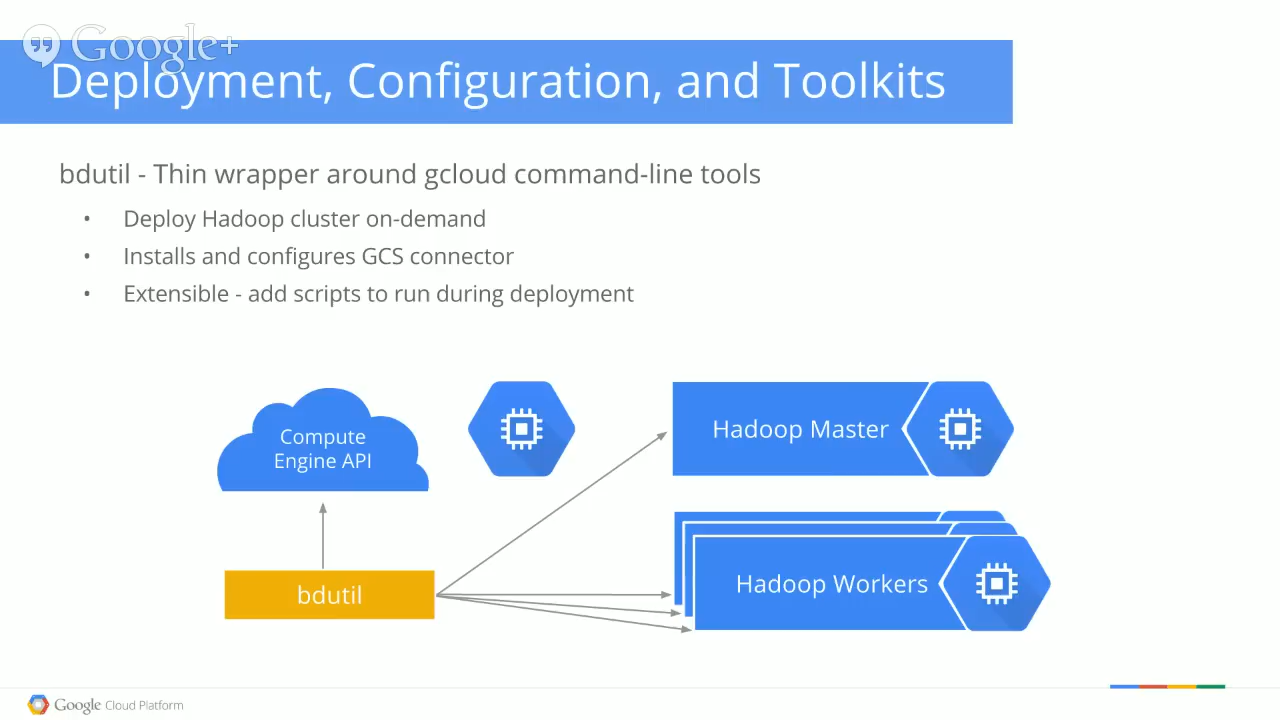 Google+
Deployment, Configuration, and Toolkits
bdutil - Thin wrapper around gcloud command-line tools
• Deploy Hadoop cluster on-demand
• Installs and configures GCS connector
• Extensible - add scripts to run during deployment
Compute
Engine API
Hadoop Master
bdutil
Hadoop Workers
Google Cloud Platform